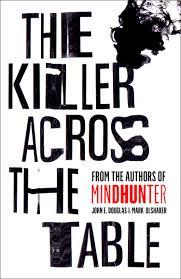 THE
KILLER
ACROSS
THE
TABLE
FROM THE AUTHORS OF
MINDHUNTER
JOHN E. DOUGLAS & MARK OLSHAKER